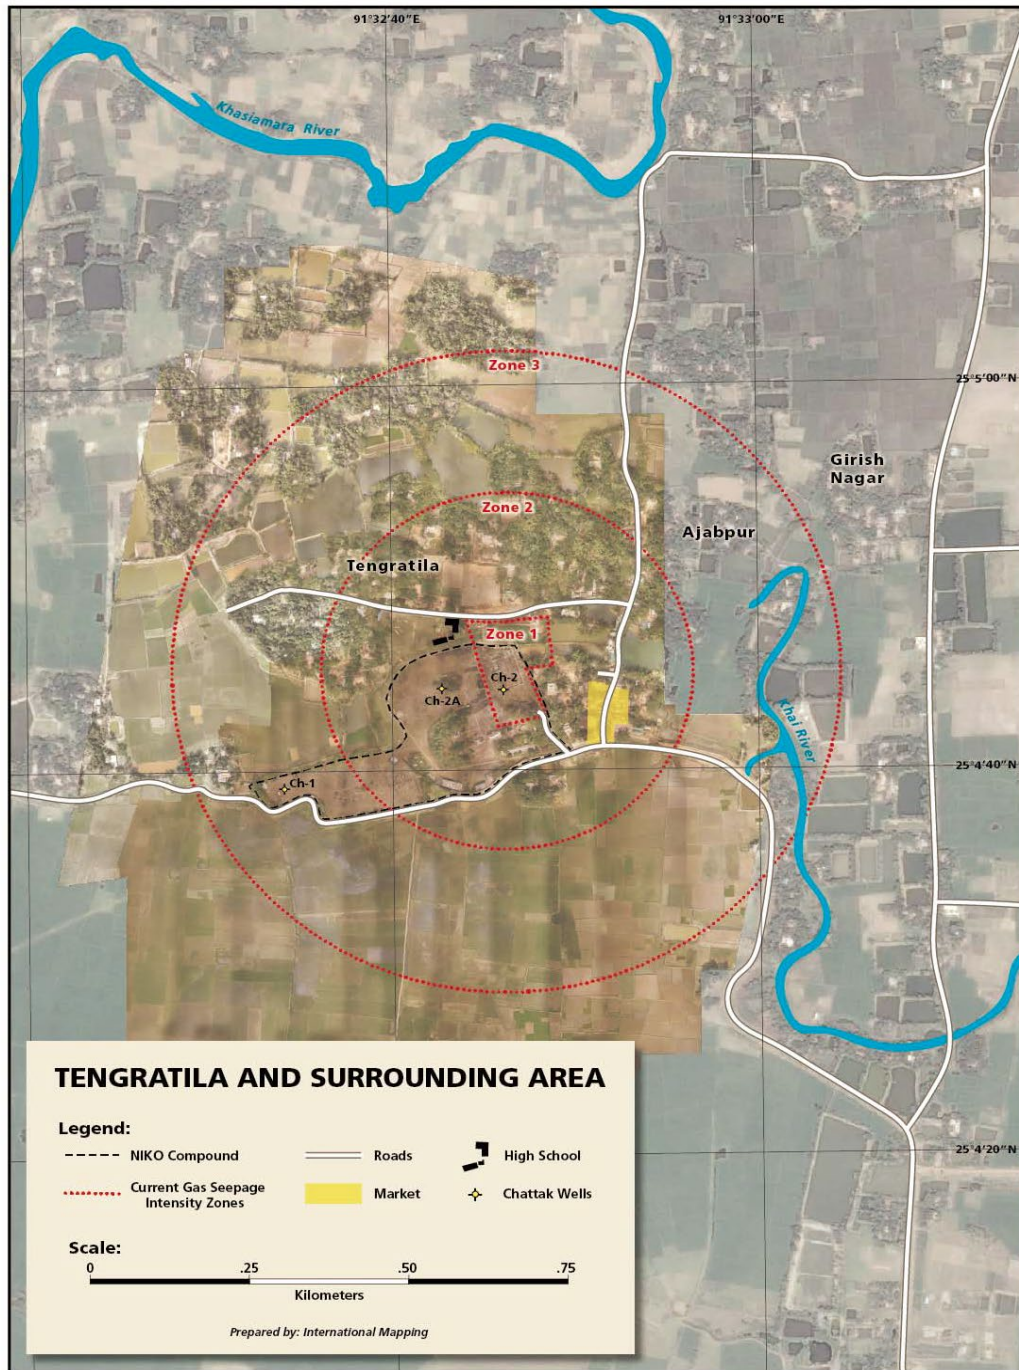 91°32'40"E
91°33'00"E
Khasiamara River
Zone 3
25°5'00"N
Girish
Nagar
Zone 2
Ajabpur
Tengratila
Zone 1
Ch-2
Ch-2A
Khai River
25°4'40"N
Ch-1
TENGRATILA AND SURROUNDING AREA
Legend:
NIKO Compound
Roads
High School
Current Gas Seepage
Intensity Zones
Market
Chattak Wells
25°4'20"N
Scale:
0 .25 .50 .75
Kilometers
Prepared by: International Mapping